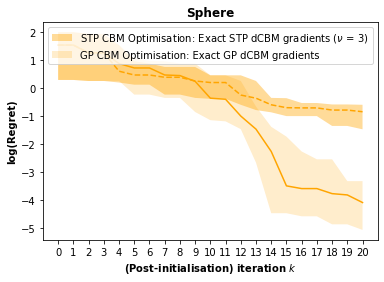 Sphere
STP CBM Optimisation: Exact STP dCBM gradients (ν = 3)
GP CBM Optimisation: Exact GP dCBM gradients
log(Regret)
2
1
0
−1
−2
−3
−4
−5
0 1 2 3 4 5 6 7 8 9 10 11 12 13 14 15 16 17 18 19 20
(Post-initialisation) iteration k